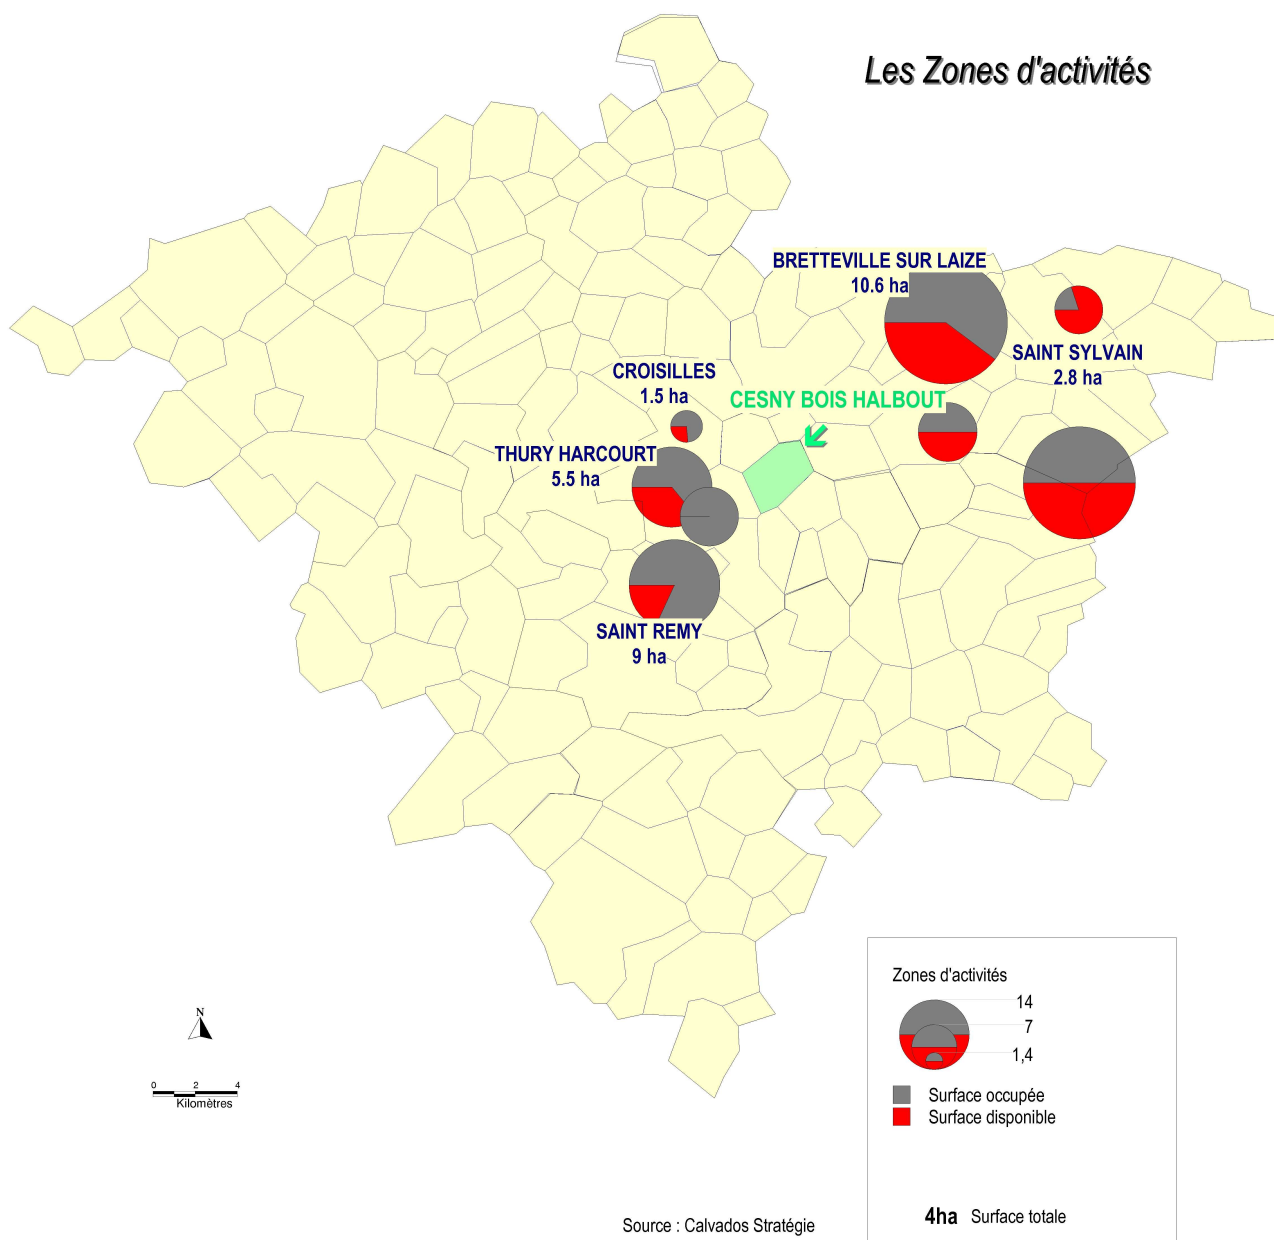 Les Zones d'activités
BRETTEVILLE SUR LAIZE
10.6 ha
SAINT SYLVAIN
2.8 ha
CROISILLES
1.5 ha
CESNY BOIS HALBOUT
THURY HARCOURT
5.5 ha
SAINT REMY
9 ha
N
0 2 4
Kilomètres
Zones d'activités
14
7
1,4
Surface occupée
Surface disponible
4ha Surface totale
Source : Calvados Stratégie